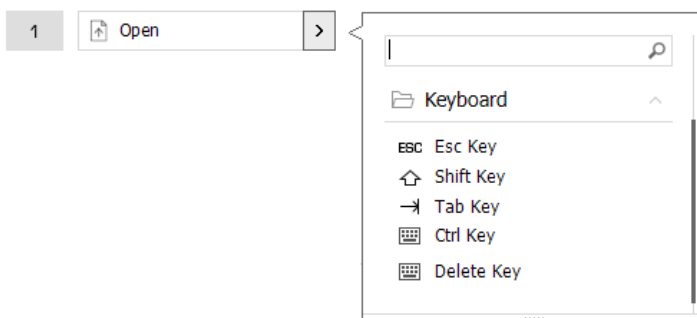 1
Open
Keyboard
ESC Esc Key
Shift Key
Tab Key
Ctrl Key
Delete Key